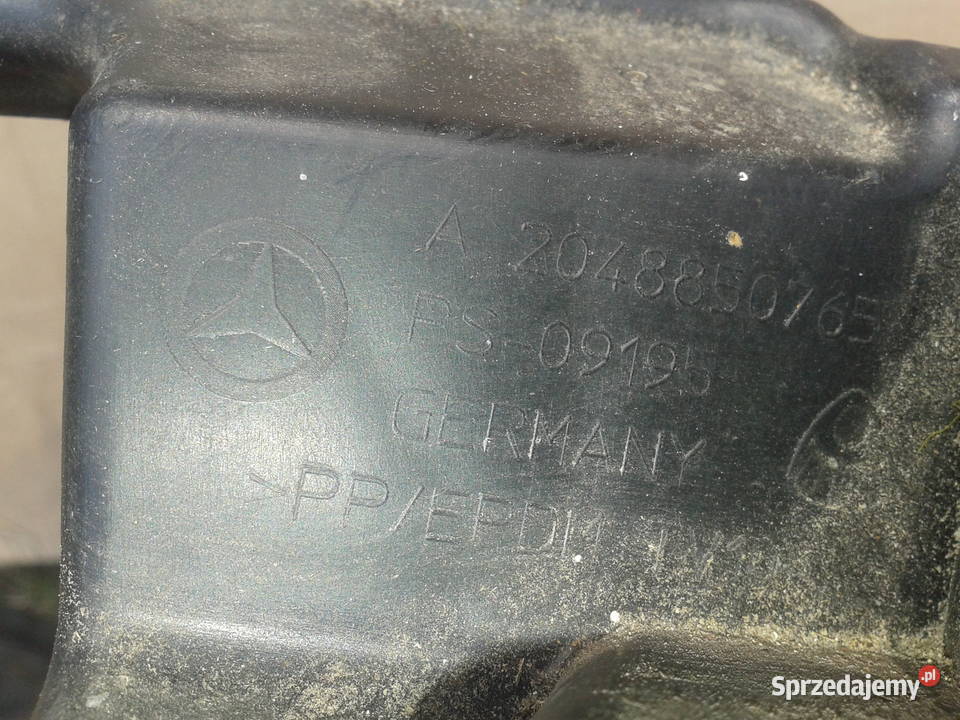 A 2048850765
PS-09195
GERMANY
>PP/EPDM
Sprzedajemy.pl